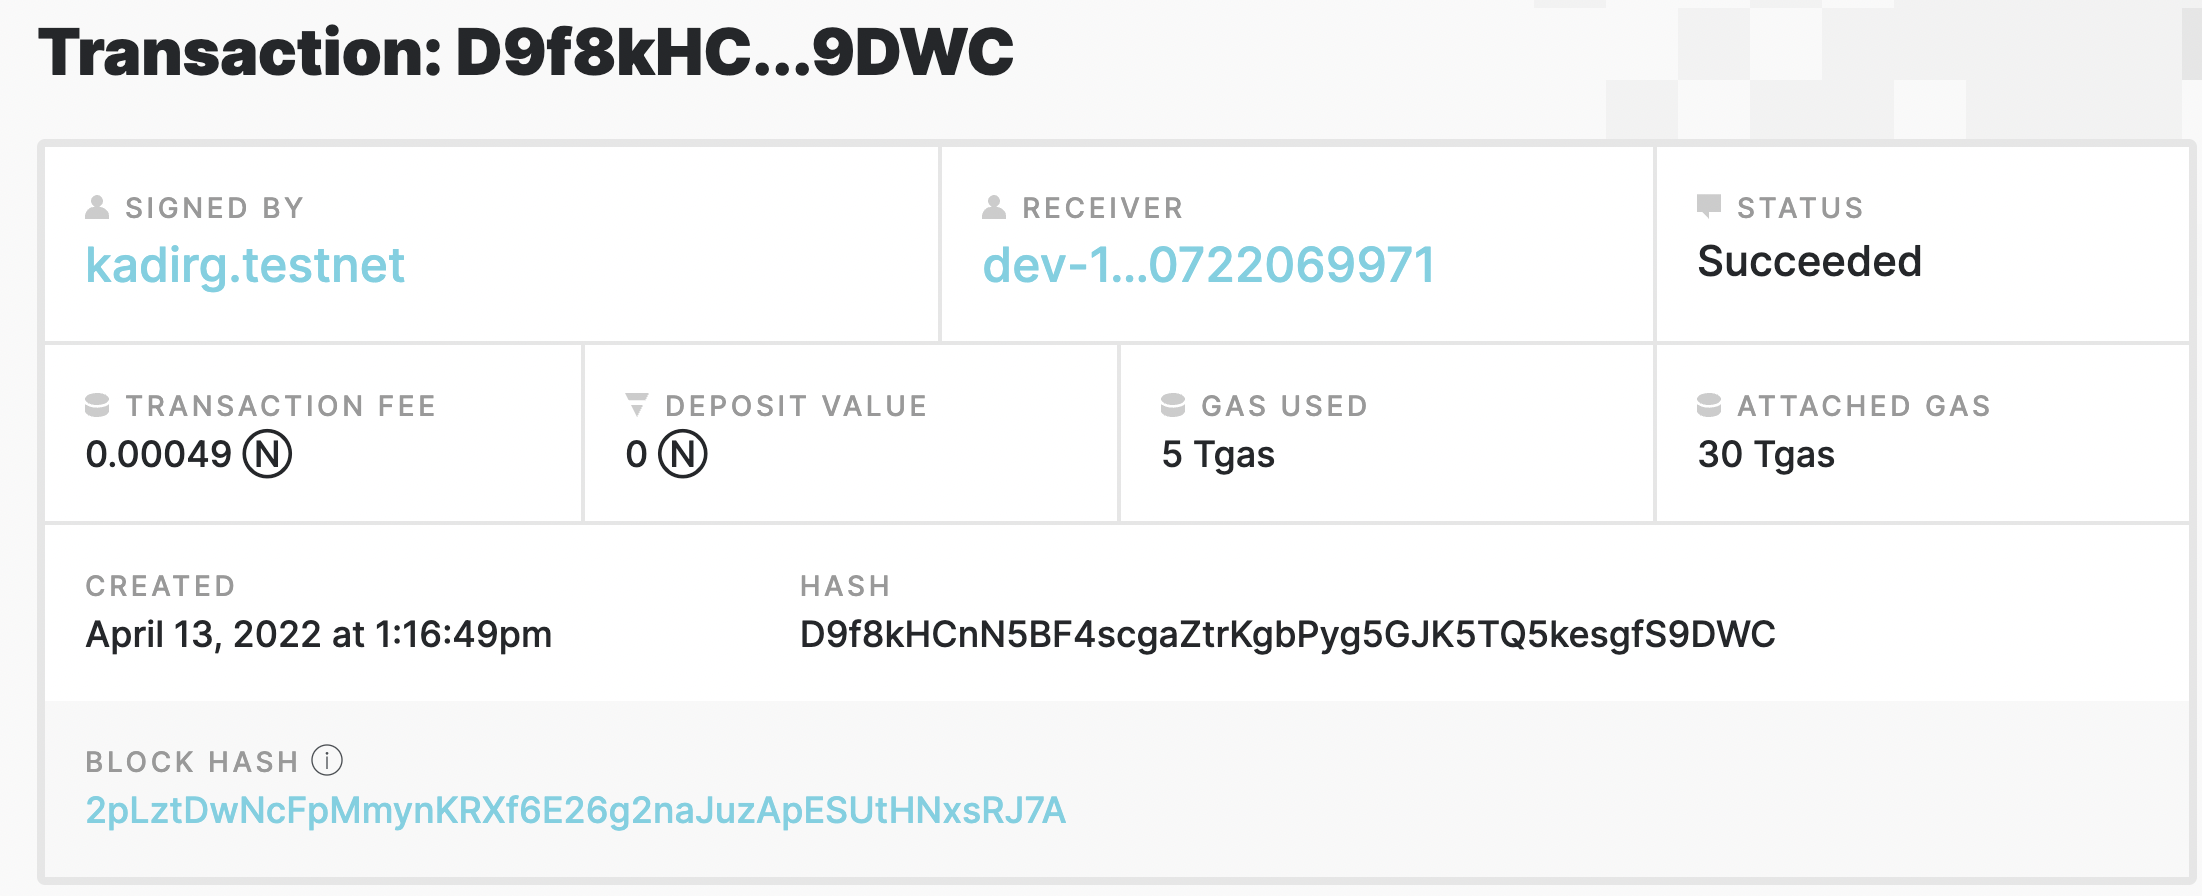 Transaction: D9f8kHC...9DWC
SIGNED BY
kadirg.testnet
RECEIVER
dev-1...0722069971
STATUS
Succeeded
TRANSACTION FEE
0.00049 Ⓝ
DEPOSIT VALUE
0 Ⓝ
GAS USED
5 Tgas
ATTACHED GAS
30 Tgas
CREATED
April 13, 2022 at 1:16:49pm
HASH
D9f8kHCnN5BF4scgaZtrKgbPyg5GJK5TQ5kesgfS9DWC
BLOCK HASH ⓘ
2pLztDwNcFpMmynKRXf6E26g2naJuzApESUtHNxsRJ7A